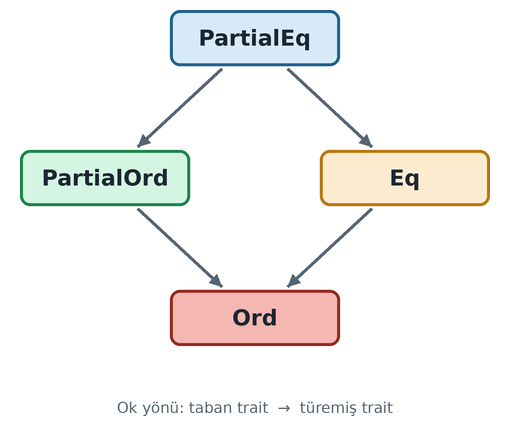 PartialEq
PartialOrd
Eq
Ord
Ok yönü: taban trait → türemiş trait